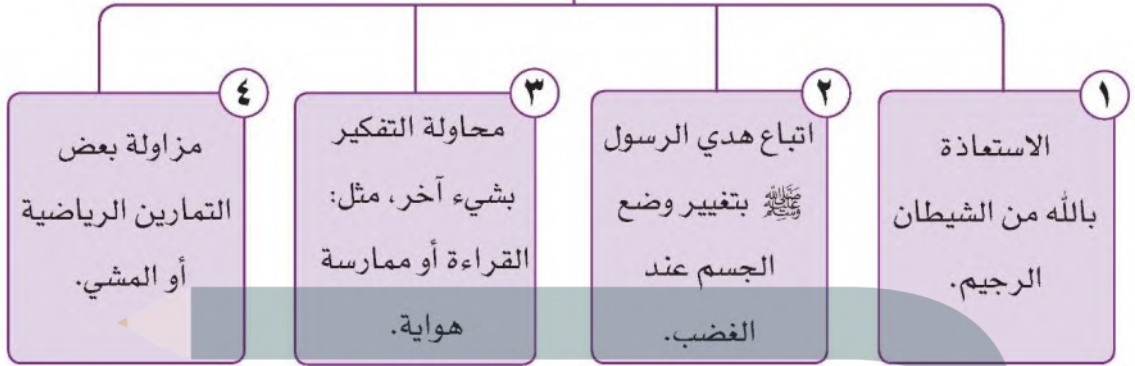 ١
الاستعاذة
بالله من الشيطان
الرجيم.
٢
اتباع هدي الرسول
ﷺ بتغيير وضع
الجسم عند
الغضب.
٣
محاولة التفكير
بشيء آخر، مثل:
القراءة أو ممارسة
هواية.
٤
مزاولة بعض
التمارين الرياضية
أو المشي.